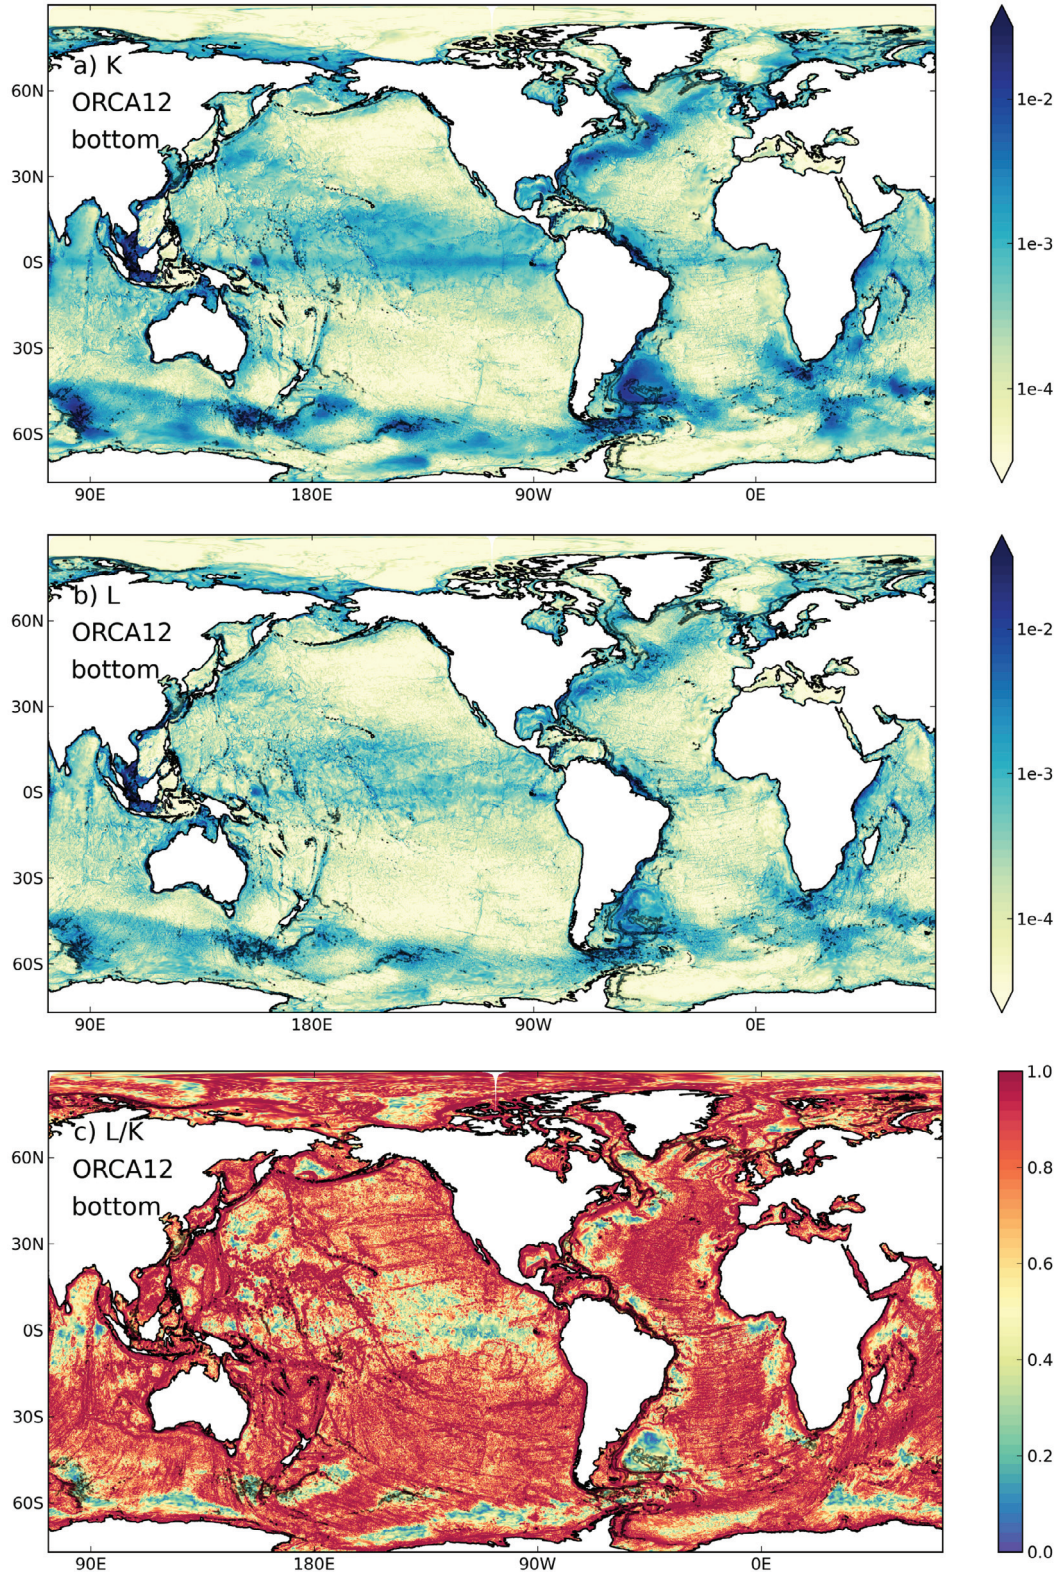 a) K
ORCA12
bottom
60N
30N
0S
30S
60S
90E 180E 90W 0E
1e-2
1e-3
1e-4
b) L
ORCA12
bottom
60N
30N
0S
30S
60S
90E 180E 90W 0E
1e-2
1e-3
1e-4
c) L/K
ORCA12
bottom
60N
30N
0S
30S
60S
90E 180E 90W 0E
1.0
0.8
0.6
0.4
0.2
0.0